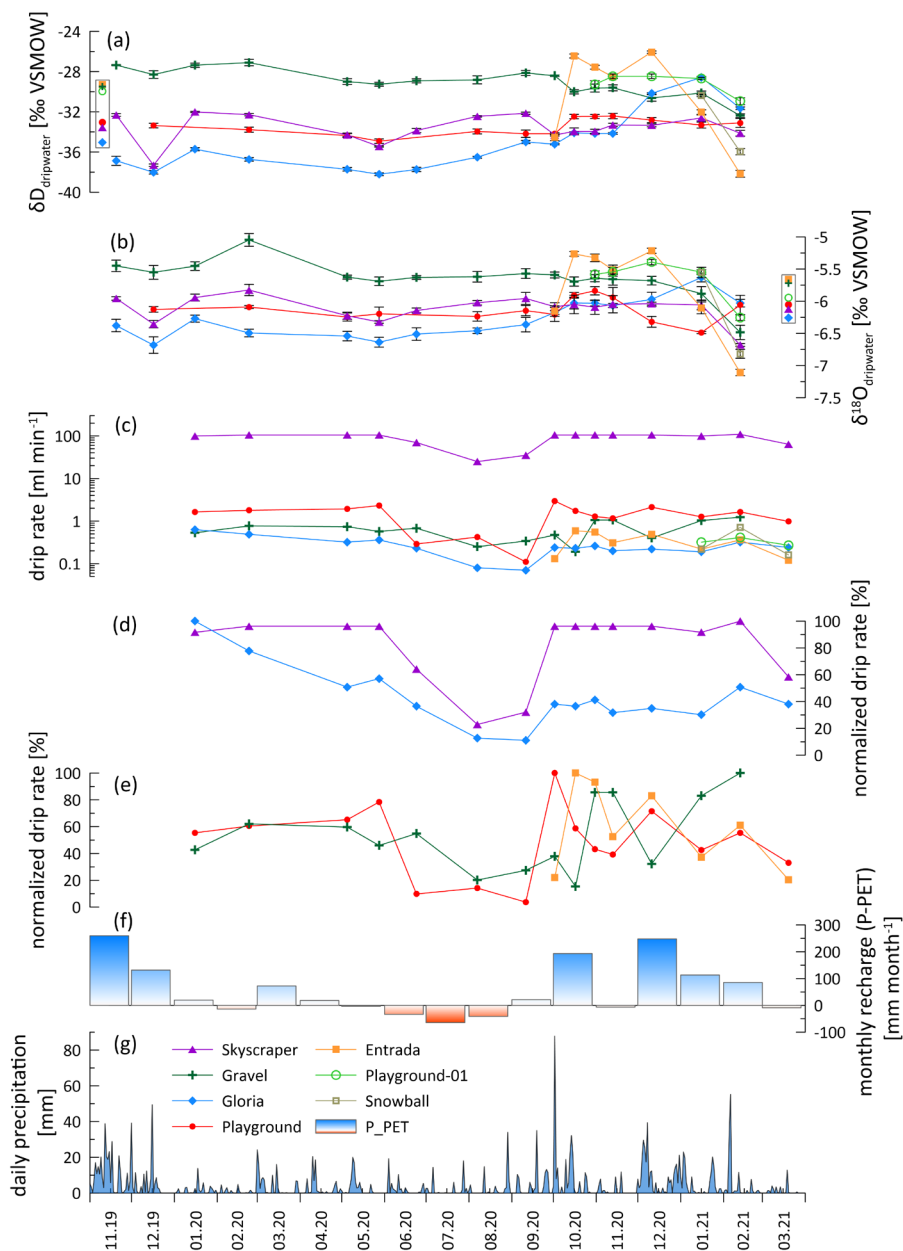 (a)
δD_dripwater [‰ VSMOW]
-24
-28
-32
-36
-40
(b)
δ¹⁸O_dripwater [‰ VSMOW]
-5
-5.5
-6
-6.5
-7
-7.5
(c)
drip rate [ml min⁻¹]
100
10
1
0.1
(d)
normalized drip rate [%]
100
80
60
40
20
0
(e)
normalized drip rate [%]
100
80
60
40
20
0
(f)
monthly recharge (P-PET)
[mm month⁻¹]
300
200
100
0
-100
(g)
daily precipitation
[mm]
80
60
40
20
0
Skyscraper
Gravel
Gloria
Playground
Entrada
Playground-01
Snowball
P_PET
11.19
12.19
01.20
02.20
03.20
04.20
05.20
06.20
07.20
08.20
09.20
10.20
11.20
12.20
01.21
02.21
03.21